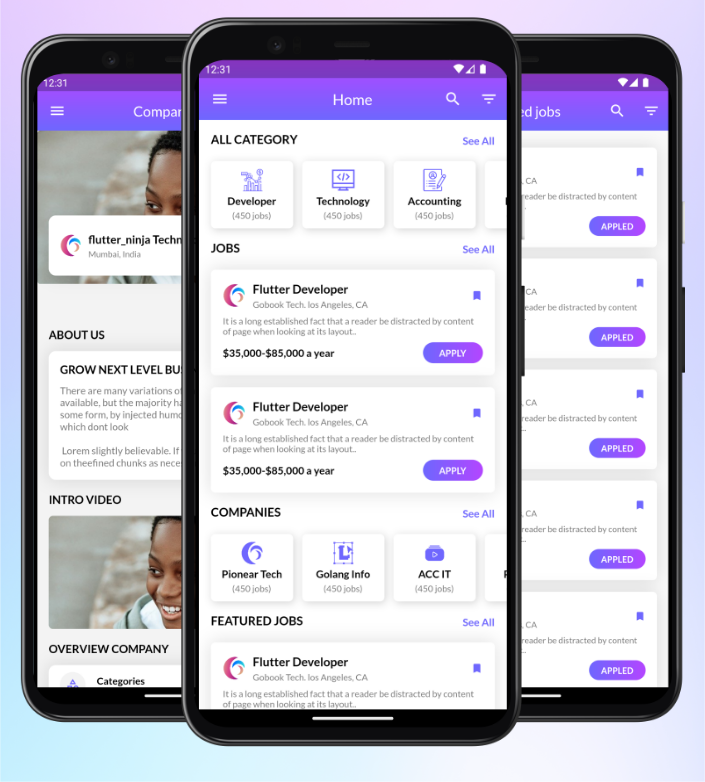 12:31
Compan
flutter_ninja Techn
Mumbai, India
ABOUT US
GROW NEXT LEVEL BU
There are many variations of
available, but the majority ha
some form, by injected humo
which dont look
Lorem slightly believable. If
on theefined chunks as nece
INTRO VIDEO
OVERVIEW COMPANY
Categories
12:31
Home
ALL CATEGORY
See All
Developer
(450 jobs)
Technology
(450 jobs)
Accounting
(450 jobs)
JOBS
See All
Flutter Developer
Gobook Tech. los Angeles, CA
It is a long established fact that a reader be distracted by content
of page when looking at its layout..
$35,000-$85,000 a year
APPLY
Flutter Developer
Gobook Tech. los Angeles, CA
It is a long established fact that a reader be distracted by content
of page when looking at its layout..
$35,000-$85,000 a year
APPLY
COMPANIES
See All
Pionear Tech
(450 jobs)
Golang Info
(450 jobs)
ACC IT
(450 jobs)
FEATURED JOBS
See All
Flutter Developer
Gobook Tech. los Angeles, CA
It is a long established fact that a reader be distracted by content
of page when looking at its layout..
ed jobs
, CA
reader be distracted by content
APPLED
, CA
reader be distracted by content
APPLED
, CA
reader be distracted by content
APPLED
, CA
reader be distracted by content
APPLED
, CA
reader be distracted by content
APPLED